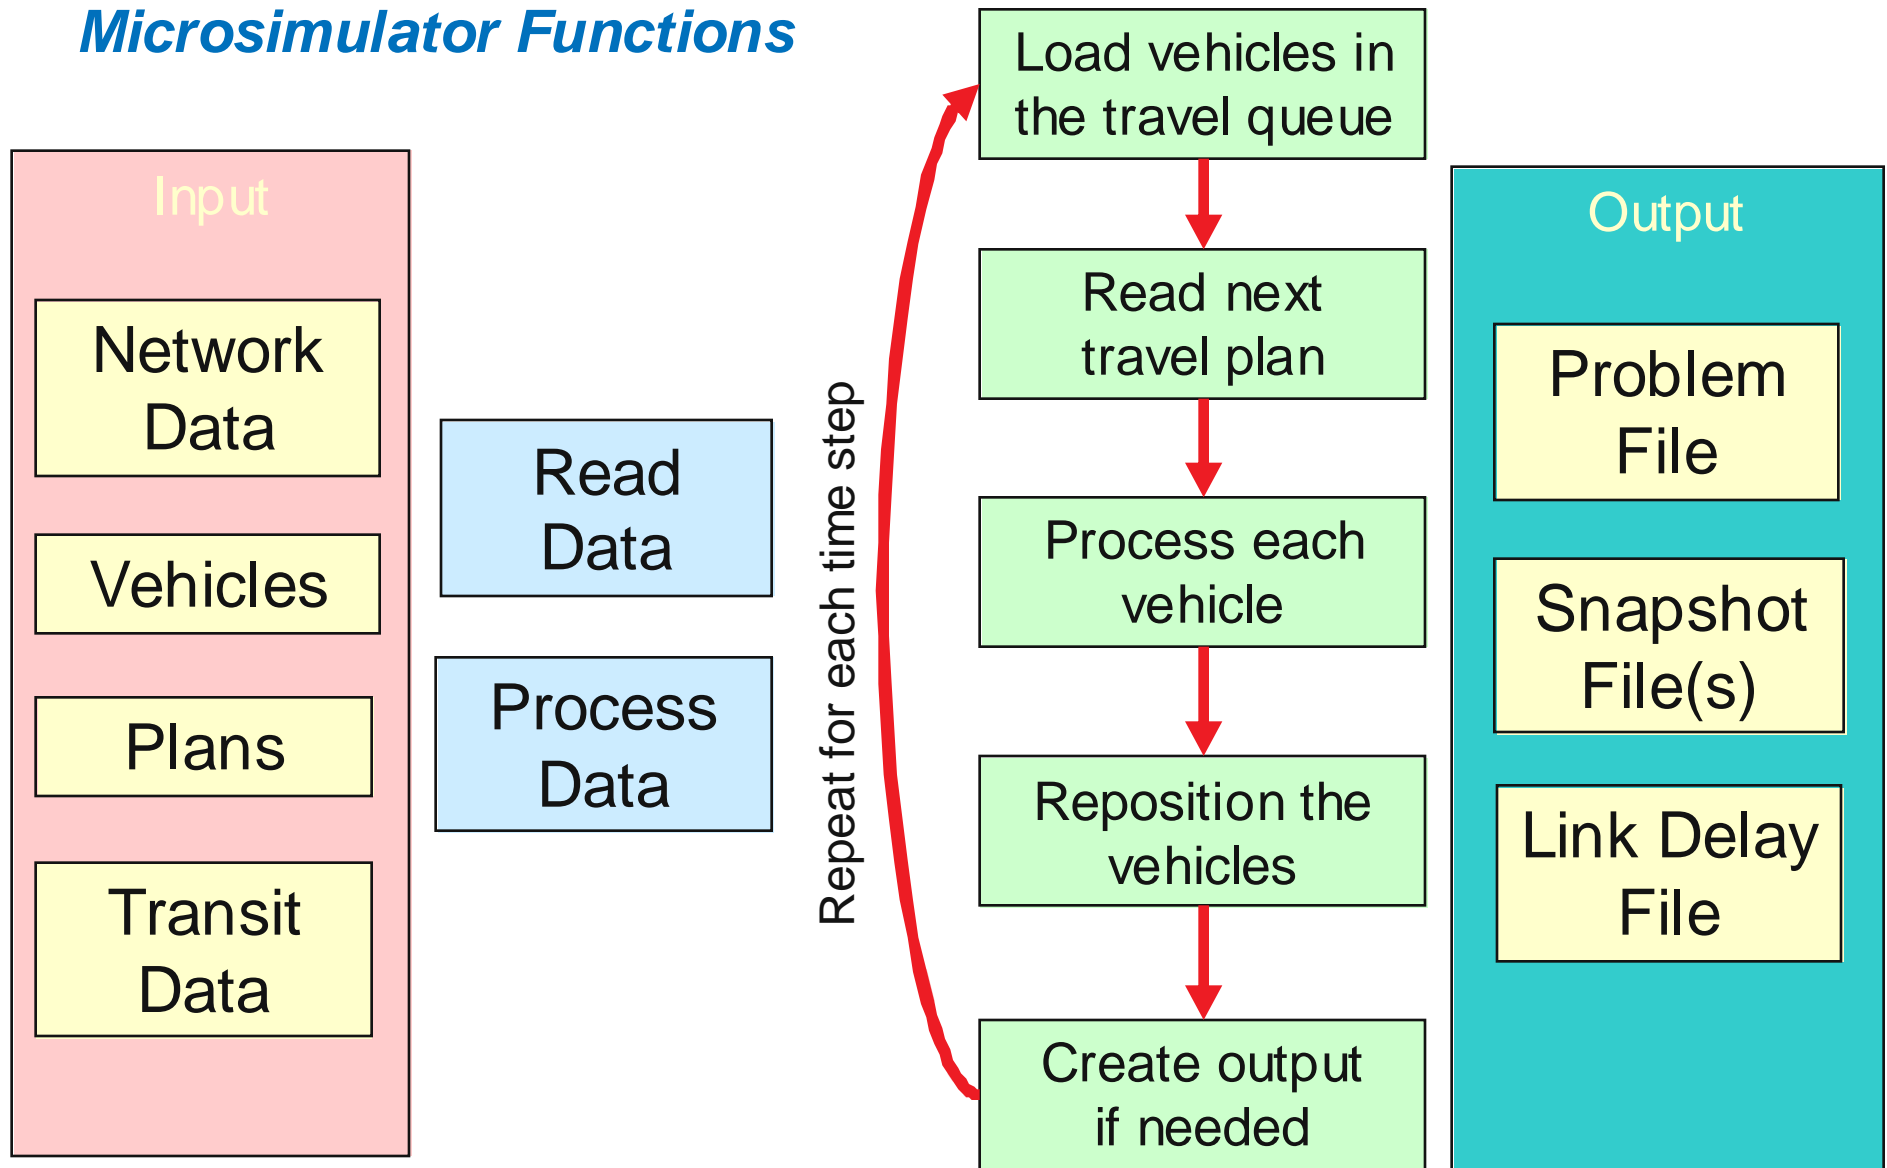 Microsimulator Functions
Input
Network
Data
Vehicles
Plans
Transit
Data
Read
Data
Process
Data
Repeat for each time step
Load vehicles in
the travel queue
Read next
travel plan
Process each
vehicle
Reposition the
vehicles
Create output
if needed
Output
Problem
File
Snapshot
File(s)
Link Delay
File